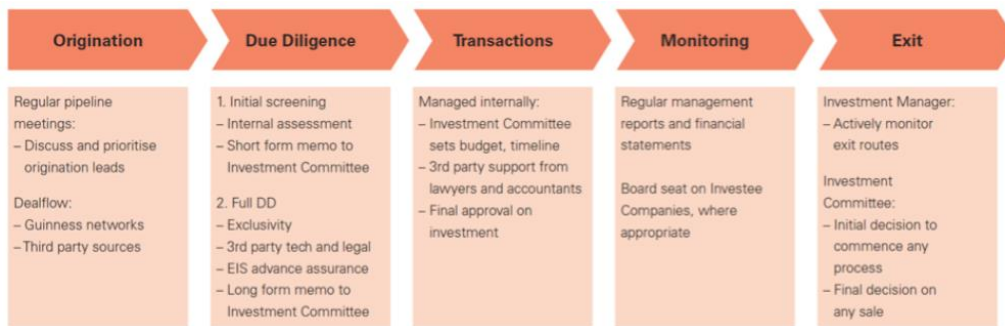 Origination
Due Diligence
Transactions
Monitoring
Exit
Regular pipeline
meetings:
– Discuss and prioritise
origination leads
Dealflow:
– Guinness networks
– Third party sources
1. Initial screening
– Internal assessment
– Short form memo to
Investment Committee
2. Full DD
– Exclusivity
– 3rd party tech and legal
– EIS advance assurance
– Long form memo to
Investment Committee
Managed internally:
– Investment Committee
sets budget, timeline
– 3rd party support from
lawyers and accountants
– Final approval on
investment
Regular management
reports and financial
statements
Board seat on Investee
Companies, where
appropriate
Investment Manager:
– Actively monitor
exit routes
Investment
Committee:
– Initial decision to
commence any
process
– Final decision on
any sale